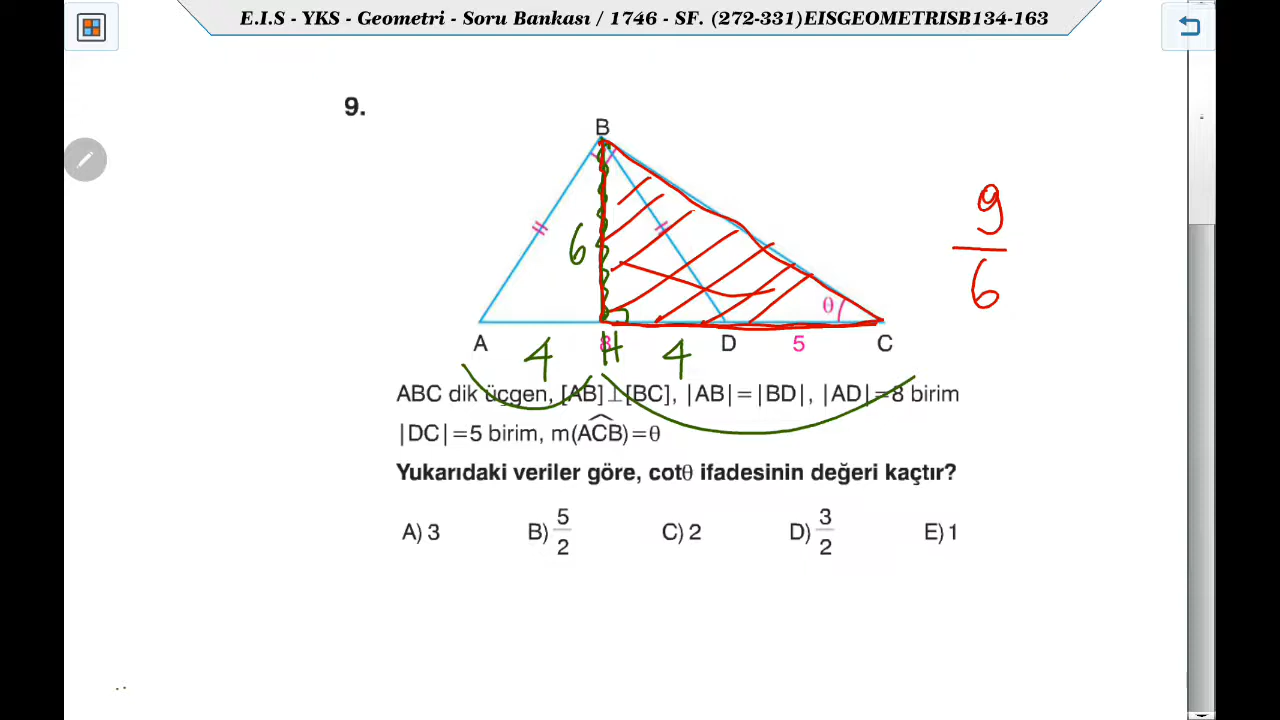 E.I.S - YKS - Geometri - Soru Bankası / 1746 - SF. (272-331)EISGEOMETRISB134-163
9.
B
9
6
6
θ
A 8 H D 5 C
4 4
ABC dik üçgen, [AB]⊥[BC], |AB|=|BD|, |AD|=8 birim
|DC|=5 birim, m(ACB)=θ
Yukarıdaki veriler göre, cotθ ifadesinin değeri kaçtır?
A) 3 B) 5/2 C) 2 D) 3/2 E) 1